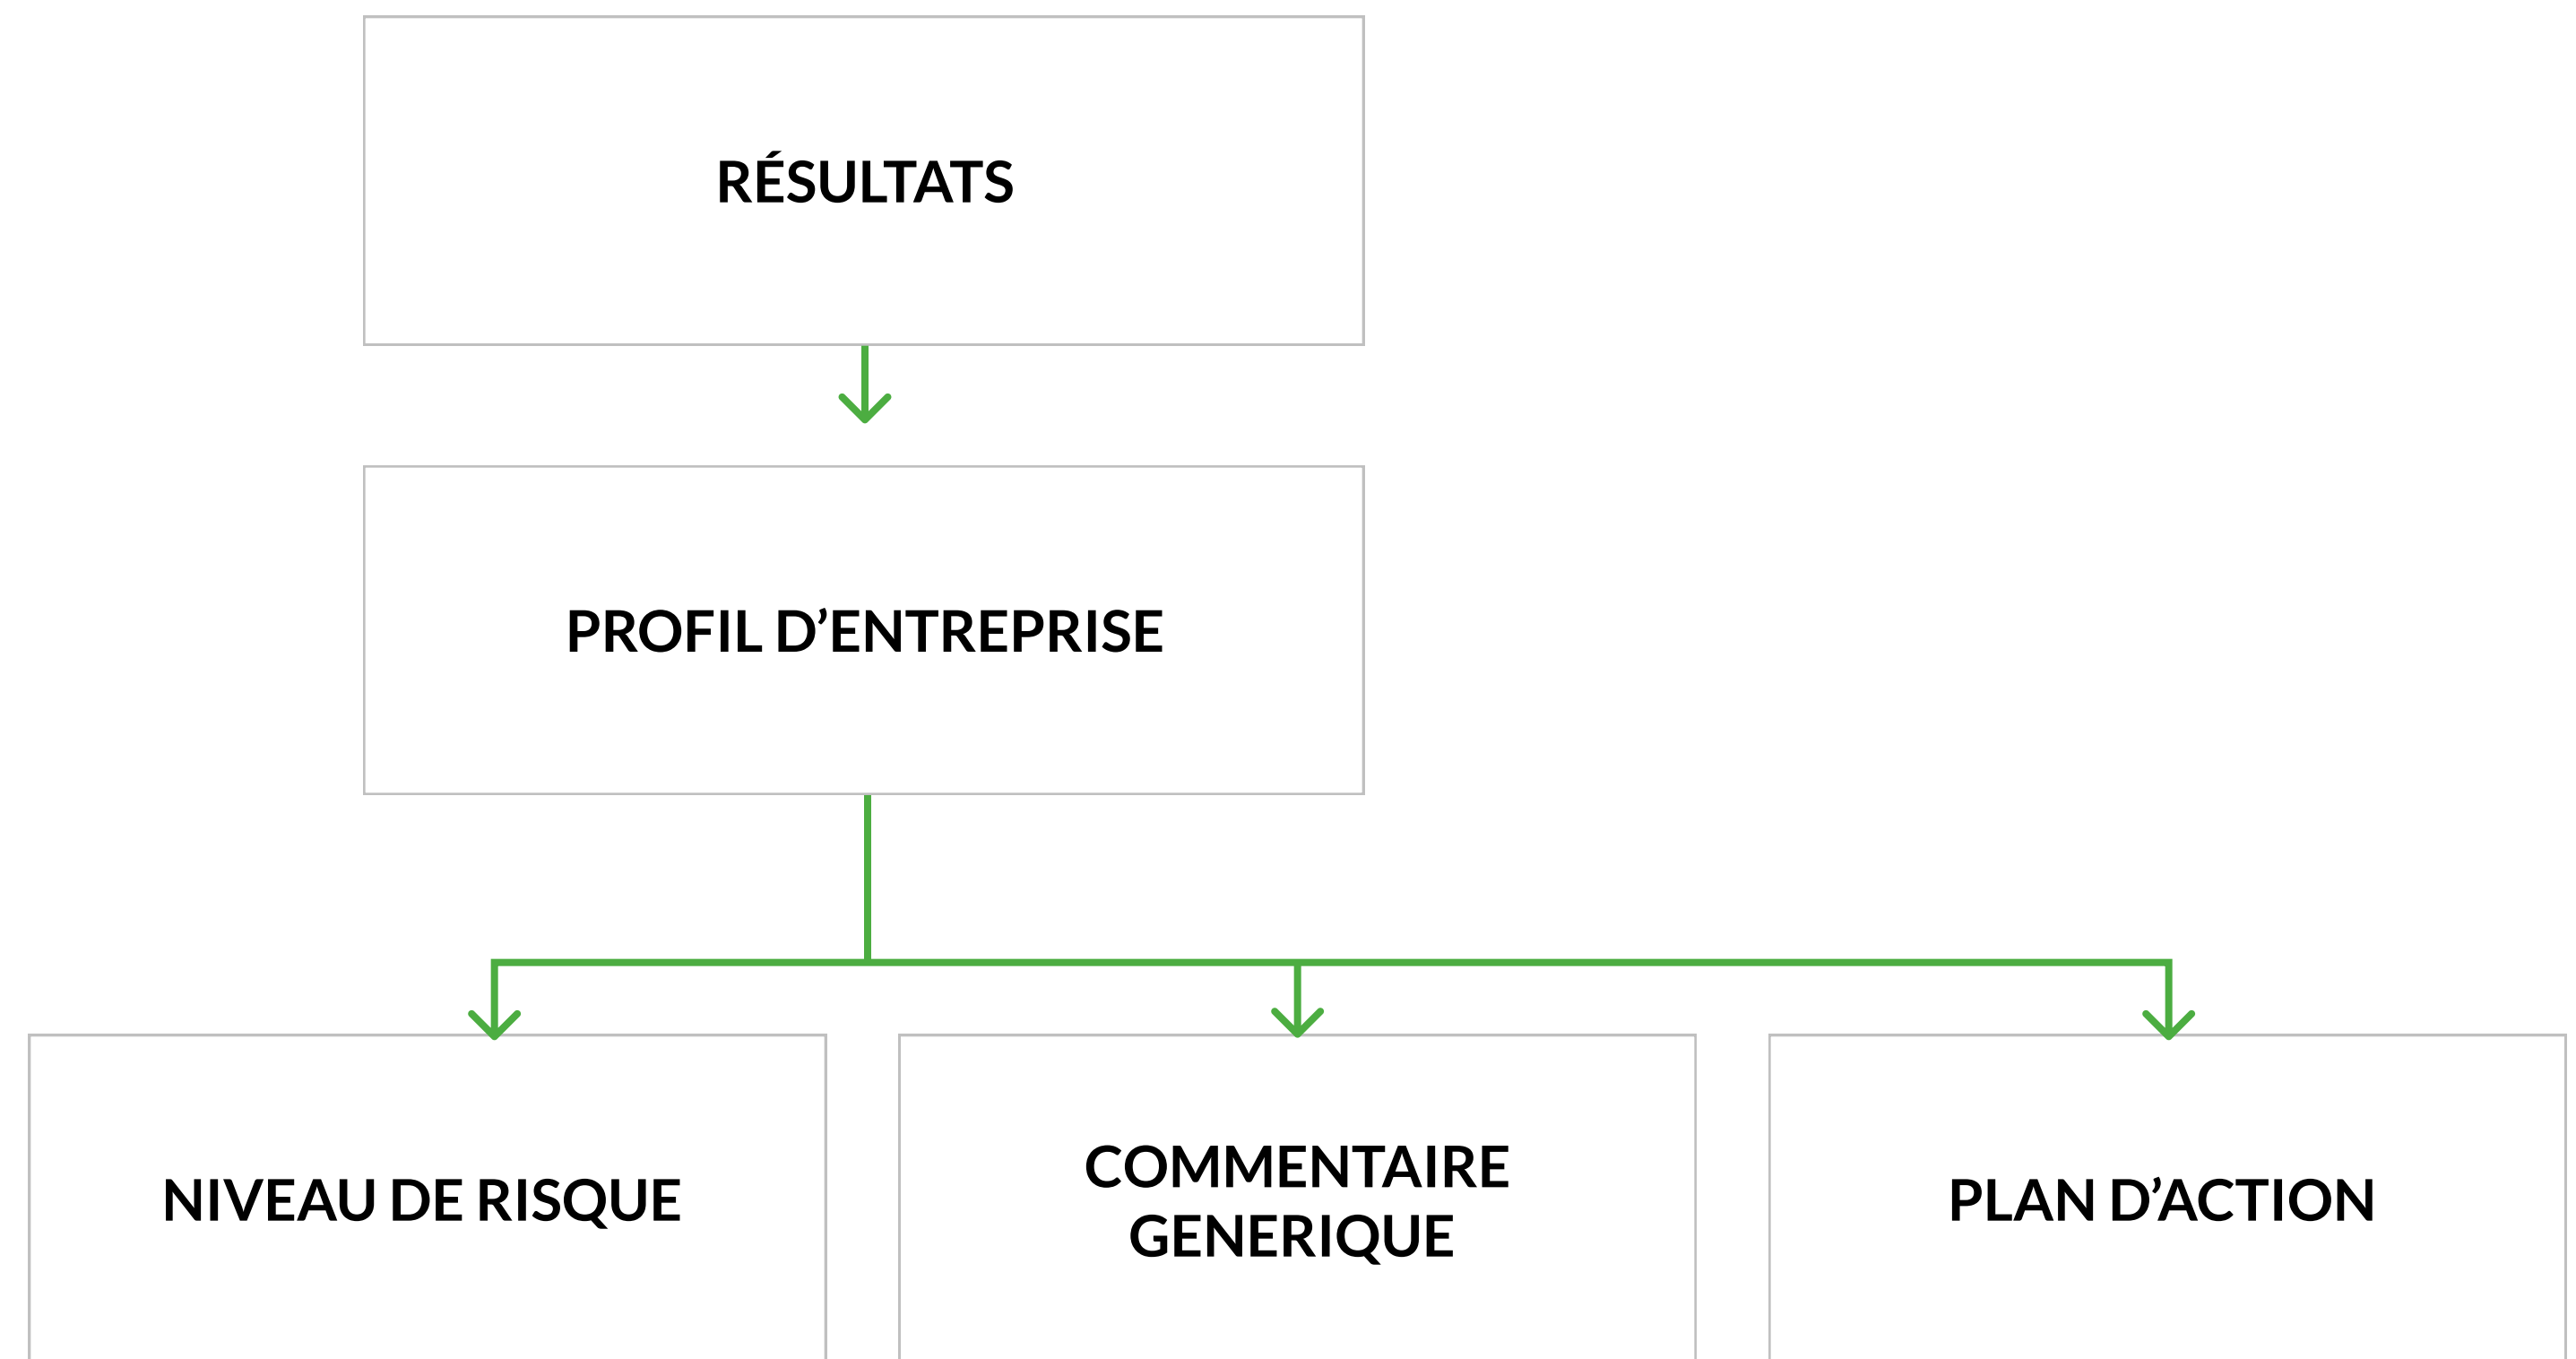 RÉSULTATS
PROFIL D’ENTREPRISE
NIVEAU DE RISQUE
COMMENTAIRE
GENERIQUE
PLAN D’ACTION